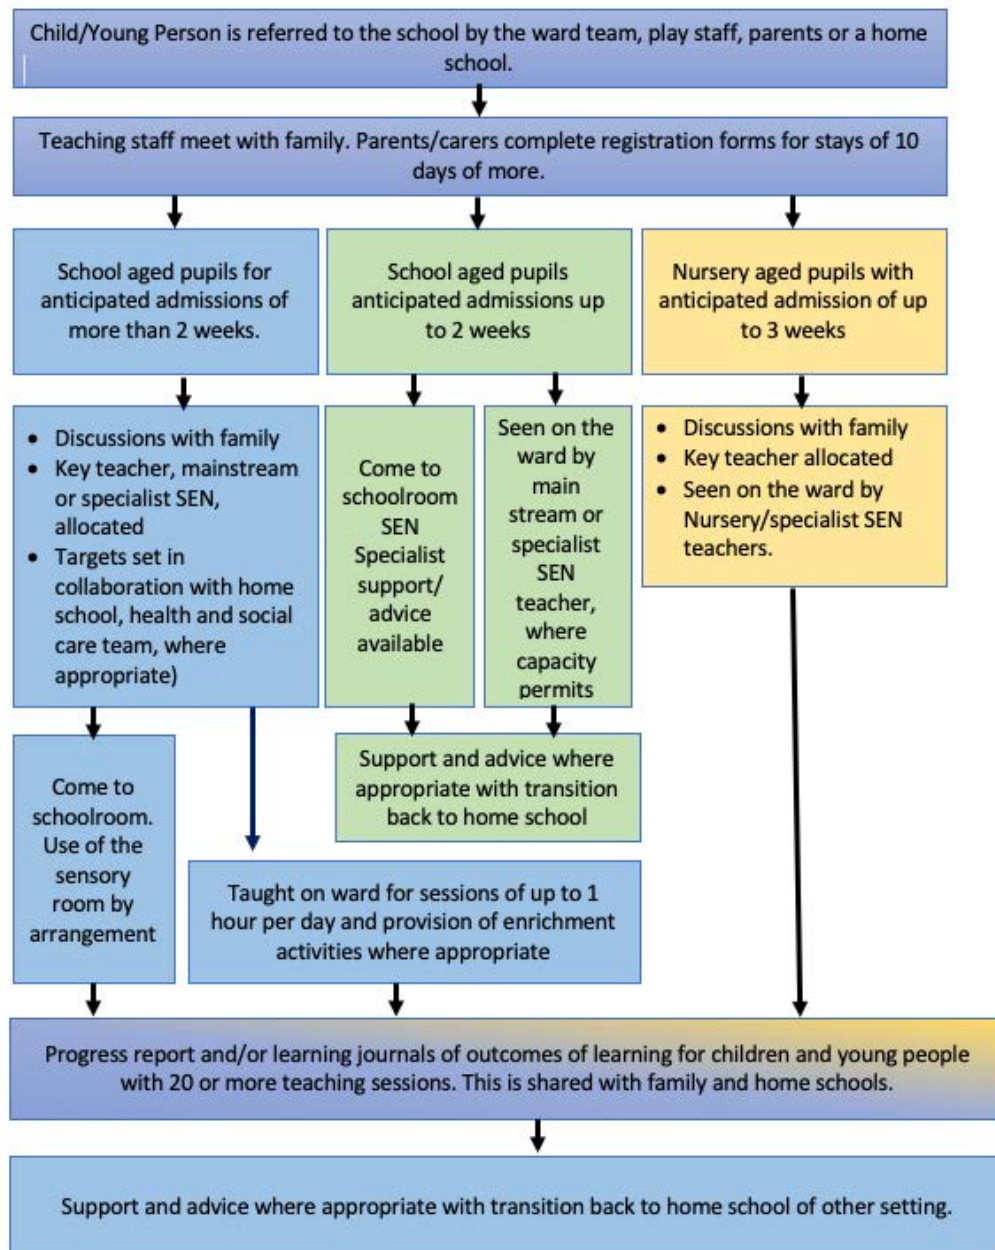 Child/Young Person is referred to the school by the ward team, play staff, parents or a home
school.
Teaching staff meet with family. Parents/carers complete registration forms for stays of 10
days of more.
School aged pupils for
anticipated admissions of
more than 2 weeks.
School aged pupils
anticipated admissions up
to 2 weeks
Nursery aged pupils with
anticipated admission of up
to 3 weeks
• Discussions with family
• Key teacher, mainstream
or specialist SEN,
allocated
• Targets set in
collaboration with home
school, health and social
care team, where
appropriate)
Come to
schoolroom
SEN
Specialist
support/
advice
available
Seen on the
ward by
main
stream or
specialist
SEN
teacher,
where
capacity
permits
• Discussions with family
• Key teacher allocated
• Seen on the ward by
Nursery/specialist SEN
teachers.
Come to
schoolroom.
Use of the
sensory
room by
arrangement
Support and advice where
appropriate with transition
back to home school
Taught on ward for sessions of up to 1
hour per day and provision of enrichment
activities where appropriate
Progress report and/or learning journals of outcomes of learning for children and young people
with 20 or more teaching sessions. This is shared with family and home schools.
Support and advice where appropriate with transition back to home school of other setting.